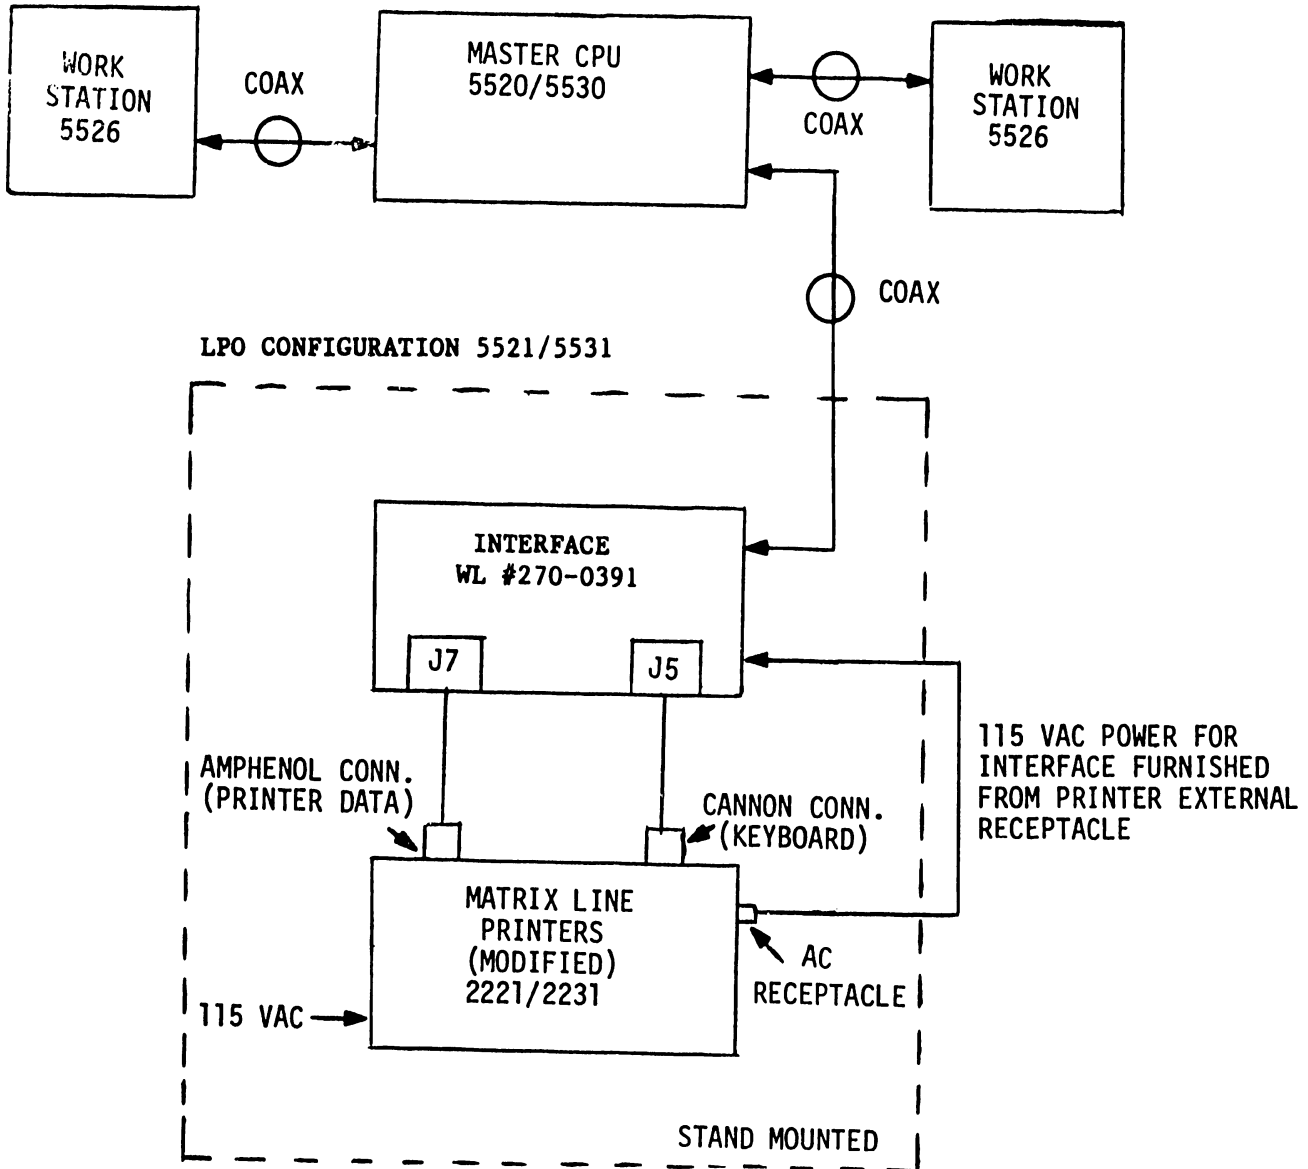 WORK
STATION
5526
COAX
MASTER CPU
5520/5530
COAX
WORK
STATION
5526
COAX
LPO CONFIGURATION 5521/5531
INTERFACE
WL #270-0391
J7
J5
AMPHENOL CONN.
(PRINTER DATA)
CANNON CONN.
(KEYBOARD)
115 VAC POWER FOR
INTERFACE FURNISHED
FROM PRINTER EXTERNAL
RECEPTACLE
MATRIX LINE
PRINTERS
(MODIFIED)
2221/2231
AC
RECEPTACLE
115 VAC
STAND MOUNTED